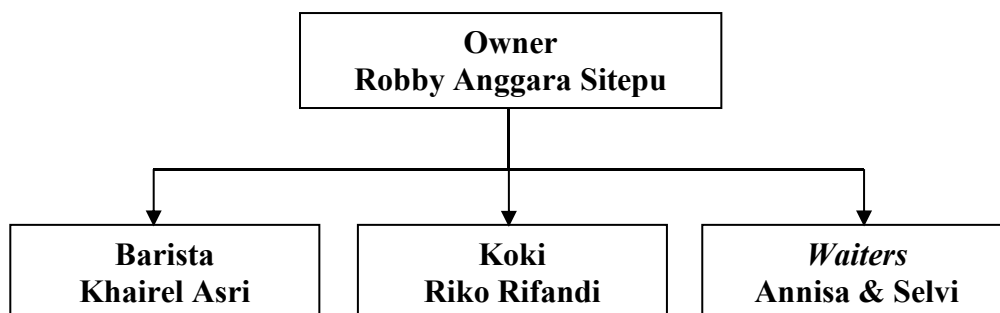 Owner
Robby Anggara Sitepu
Barista
Khairel Asri
Koki
Riko Rifandi
Waiters
Annisa & Selvi